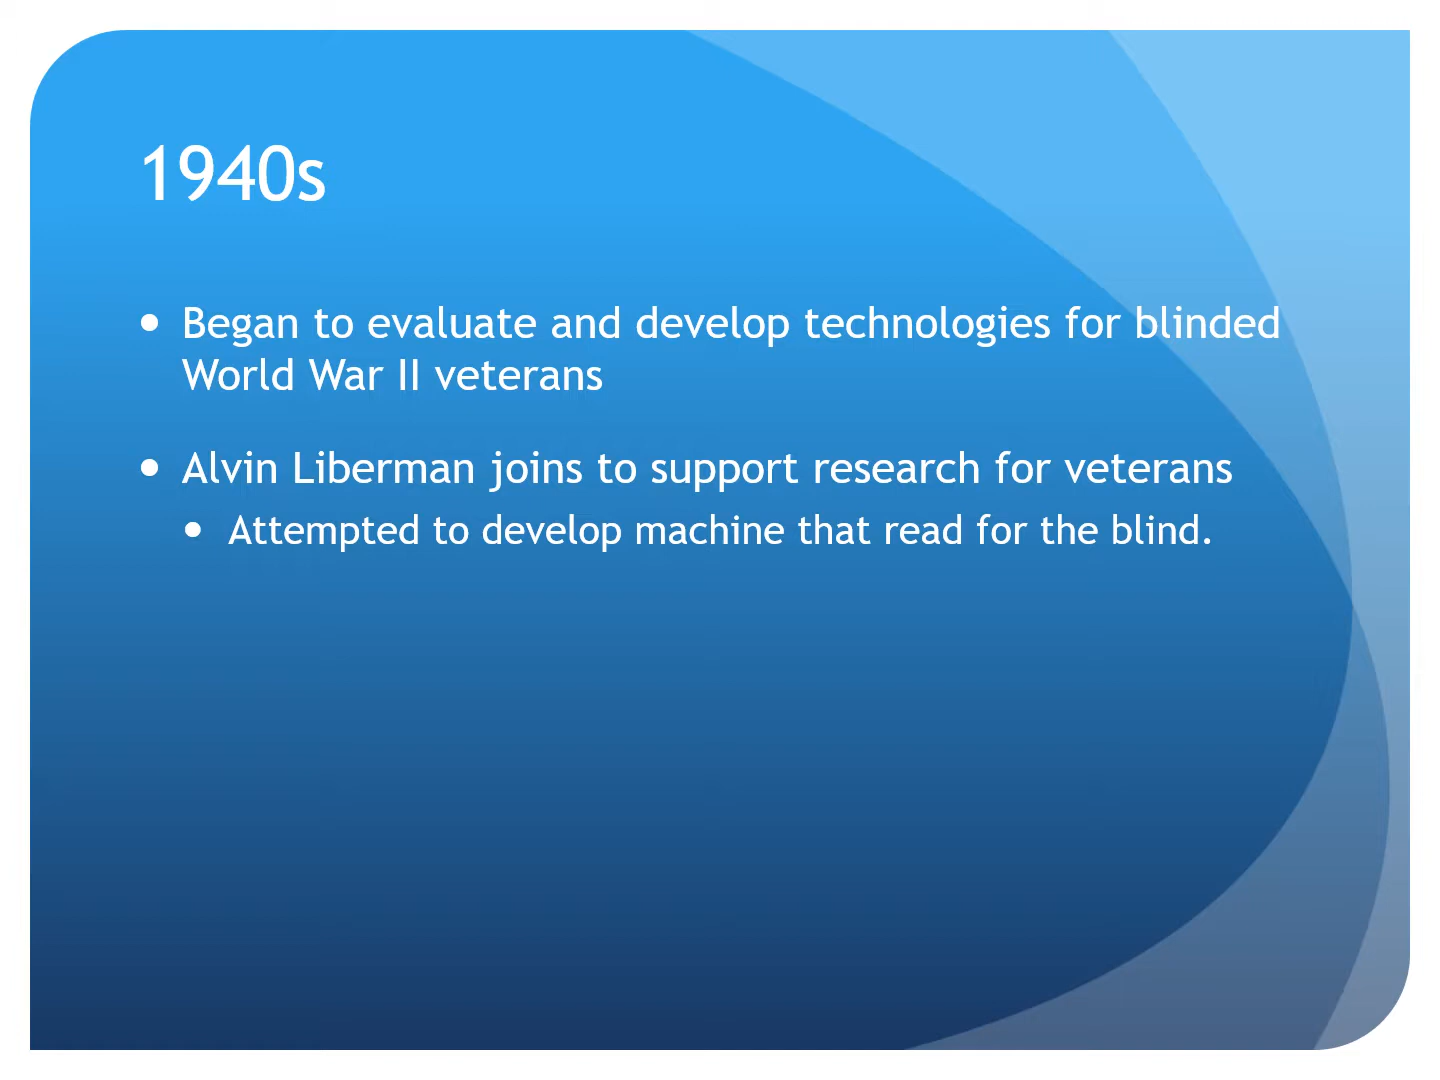 1940s
• Began to evaluate and develop technologies for blinded
World War II veterans
• Alvin Liberman joins to support research for veterans
• Attempted to develop machine that read for the blind.